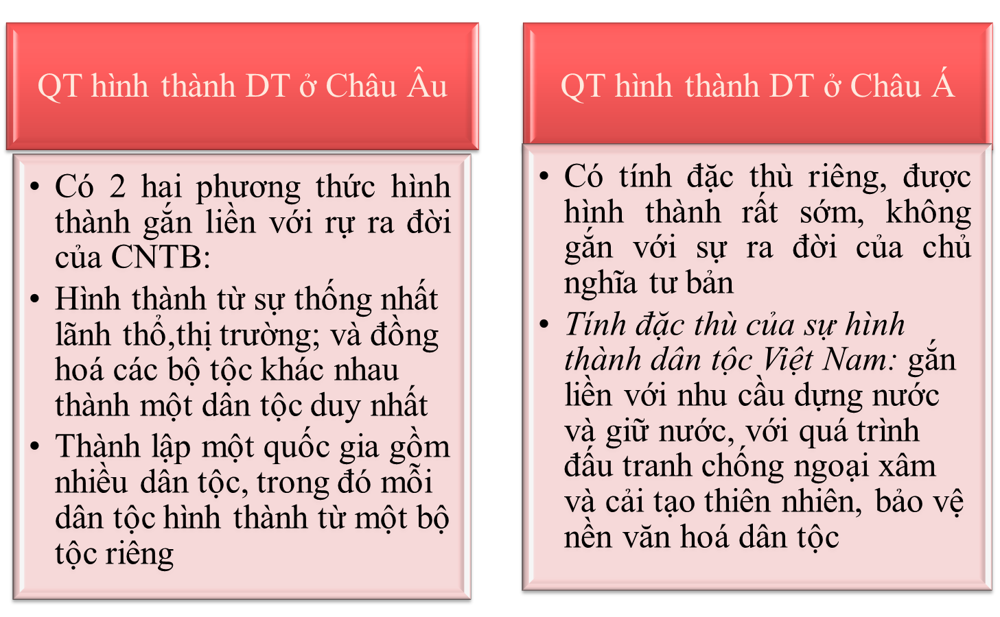 QT hình thành DT ở Châu Âu
• Có 2 hai phương thức hình
thành gắn liền với rự ra đời
của CNTB:
• Hình thành từ sự thống nhất
lãnh thổ,thị trường; và đồng
hoá các bộ tộc khác nhau
thành một dân tộc duy nhất
• Thành lập một quốc gia gồm
nhiều dân tộc, trong đó mỗi
dân tộc hình thành từ một bộ
tộc riêng
QT hình thành DT ở Châu Á
• Có tính đặc thù riêng, được
hình thành rất sớm, không
gắn với sự ra đời của chủ
nghĩa tư bản
• Tính đặc thù của sự hình
thành dân tộc Việt Nam: gắn
liền với nhu cầu dựng nước
và giữ nước, với quá trình
đấu tranh chống ngoại xâm
và cải tạo thiên nhiên, bảo vệ
nền văn hoá dân tộc